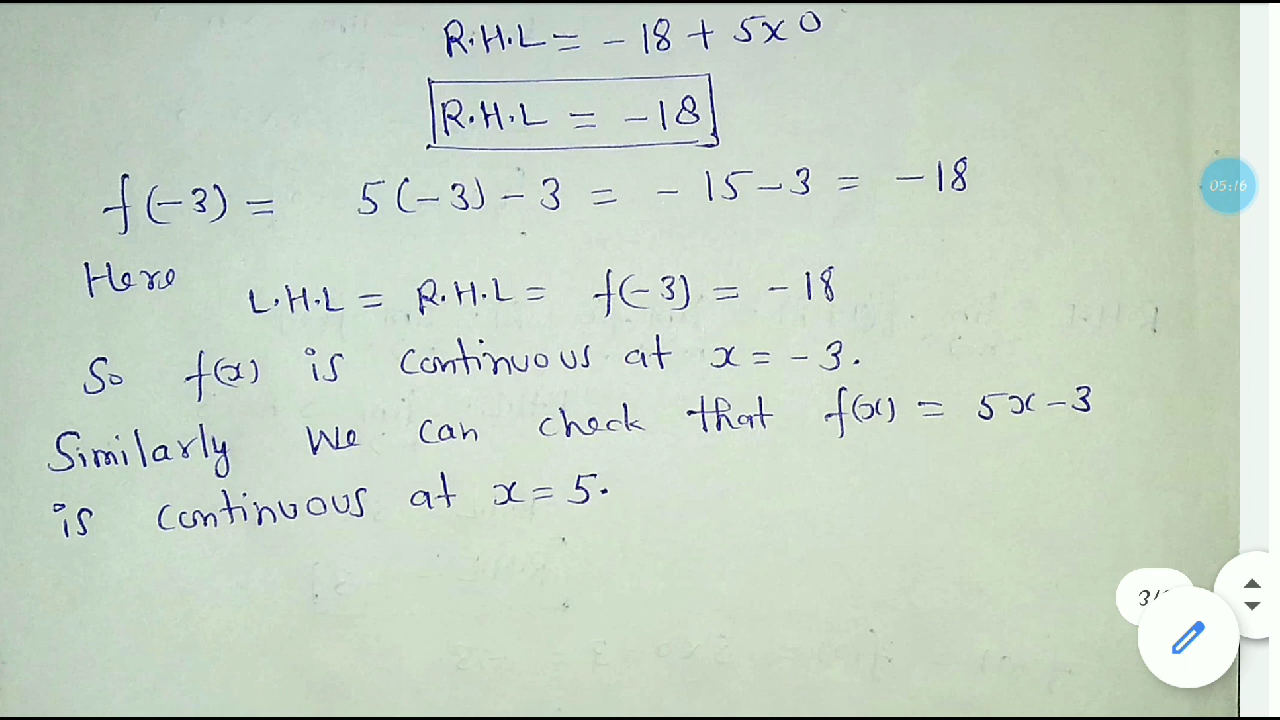 R.H.L = -18 + 5x0
R.H.L = -18
f(-3) = 5(-3) - 3 = -15-3 = -18
Here
L.H.L = R.H.L = f(-3) = -18
So f(x) is continuous at x = -3.
Similarly We can check that f(x) = 5x-3
is continuous at x = 5.
05:16
3/